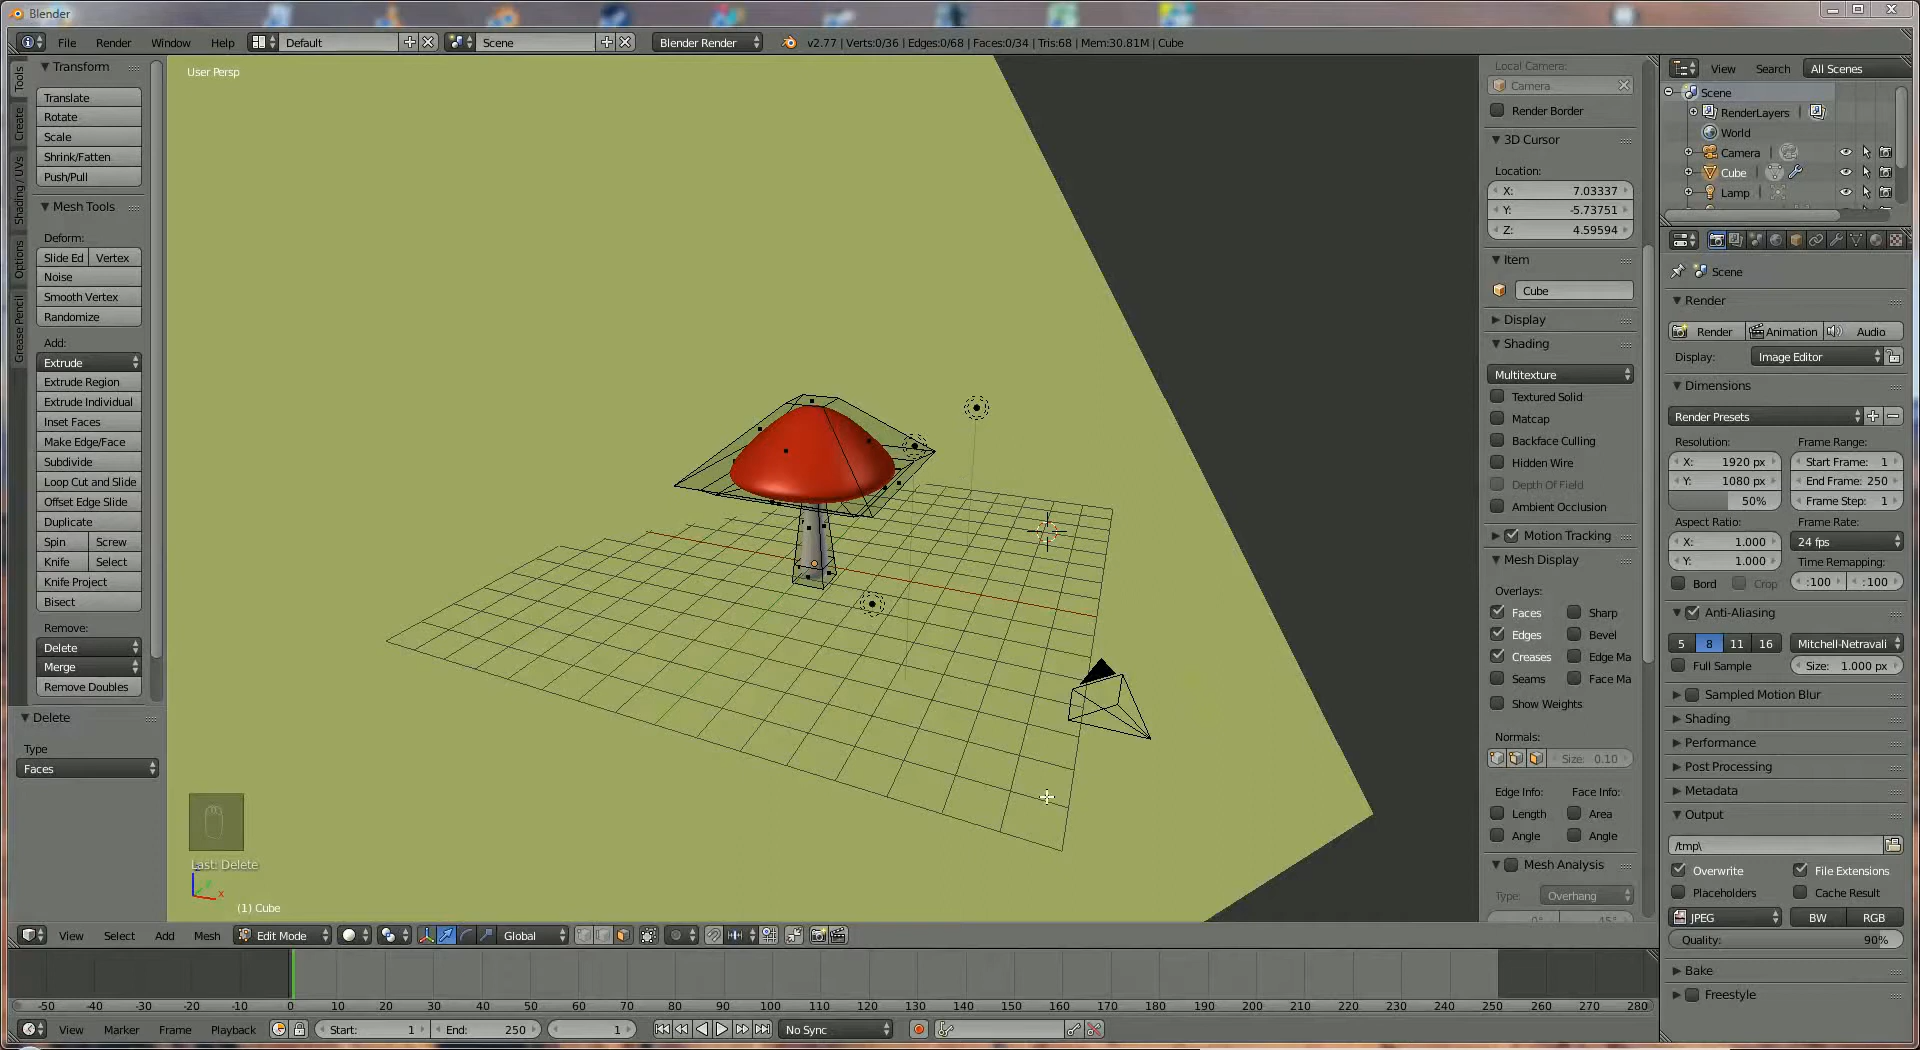 Blender
File Render Window Help Default Scene Blender Render v2.77 | Verts:0/36 | Edges:0/68 | Faces:0/34 | Tris:68 | Mem:30.81M | Cube
Tools
Create
Shading / UVs
Options
Grease Pencil
Transform
Translate
Rotate
Scale
Shrink/Fatten
Push/Pull
Mesh Tools
Deform:
Slide Ed Vertex
Noise
Smooth Vertex
Randomize
Add:
Extrude
Extrude Region
Extrude Individual
Inset Faces
Make Edge/Face
Subdivide
Loop Cut and Slide
Offset Edge Slide
Duplicate
Spin Screw
Knife Select
Knife Project
Bisect
Remove:
Delete
Merge
Remove Doubles
Delete
Type
Faces
User Persp
Last: Delete
x
(1) Cube
Local Camera:
Camera
Render Border
3D Cursor
Location:
X: 7.03337
Y: -5.73751
Z: 4.59594
Item
Cube
Display
Shading
Multitexture
Textured Solid
Matcap
Backface Culling
Hidden Wire
Depth Of Field
Ambient Occlusion
Motion Tracking
Mesh Display
Overlays:
Faces Sharp
Edges Bevel
Creases Edge Ma
Seams Face Ma
Show Weights
Normals:
Size: 0.10
Edge Info: Face Info:
Length Area
Angle Angle
Mesh Analysis
Type: Overhang
View Search All Scenes
Scene
RenderLayers
World
Camera
Cube
Lamp
Scene
Render
Render Animation Audio
Display: Image Editor
Dimensions
Render Presets
Resolution: Frame Range:
X: 1920 px Start Frame: 1
Y: 1080 px End Frame: 250
50% Frame Step: 1
Aspect Ratio: Frame Rate:
X: 1.000 24 fps
Y: 1.000 Time Remapping:
Bord Crop :100 :100
Anti-Aliasing
5 8 11 16 Mitchell-Netravali
Full Sample Size: 1.000 px
Sampled Motion Blur
Shading
Performance
Post Processing
Metadata
Output
/tmp\
Overwrite File Extensions
Placeholders Cache Result
JPEG BW RGB
Quality: 90%
Bake
Freestyle
View Select Add Mesh Edit Mode Global
-50 -40 -30 -20 -10 0 10 20 30 40 50 60 70 80 90 100 110 120 130 140 150 160 170 180 190 200 210 220 230 240 250 260 270 280
View Marker Frame Playback Start: 1 End: 250 1 No Sync